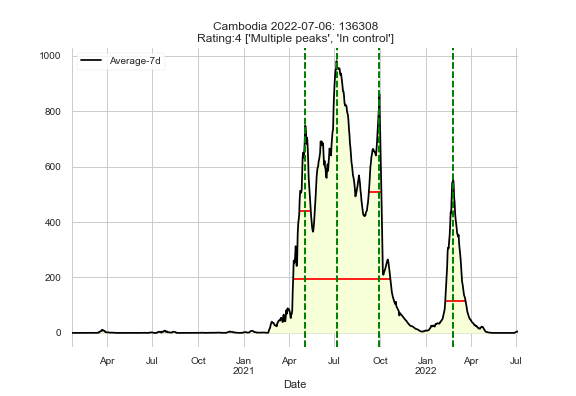 Cambodia 2022-07-06: 136308
Rating:4 ['Multiple peaks', 'In control']
Average-7d
1000
800
600
400
200
0
Apr Jul Oct Jan Apr Jul Oct Jan Apr Jul
2021 2022
Date